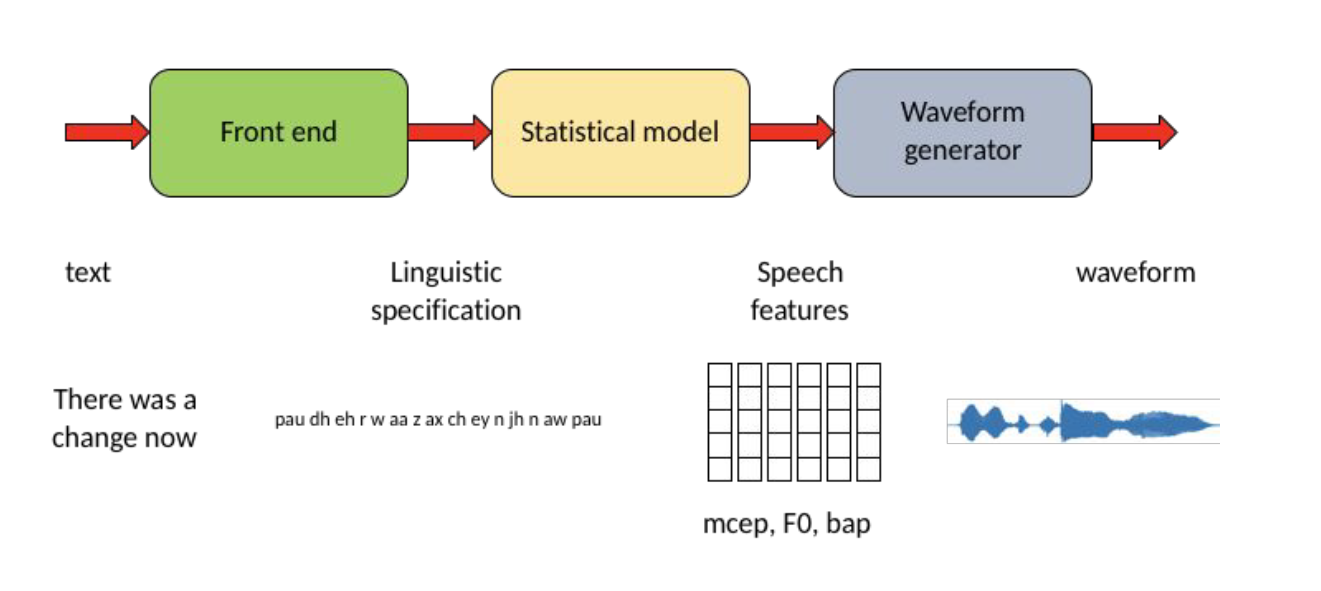 Front end
Statistical model
Waveform
generator
text
Linguistic
specification
Speech
features
waveform
There was a
change now
pau dh eh r w aa z ax ch ey n jh n aw pau
mcep, F0, bap